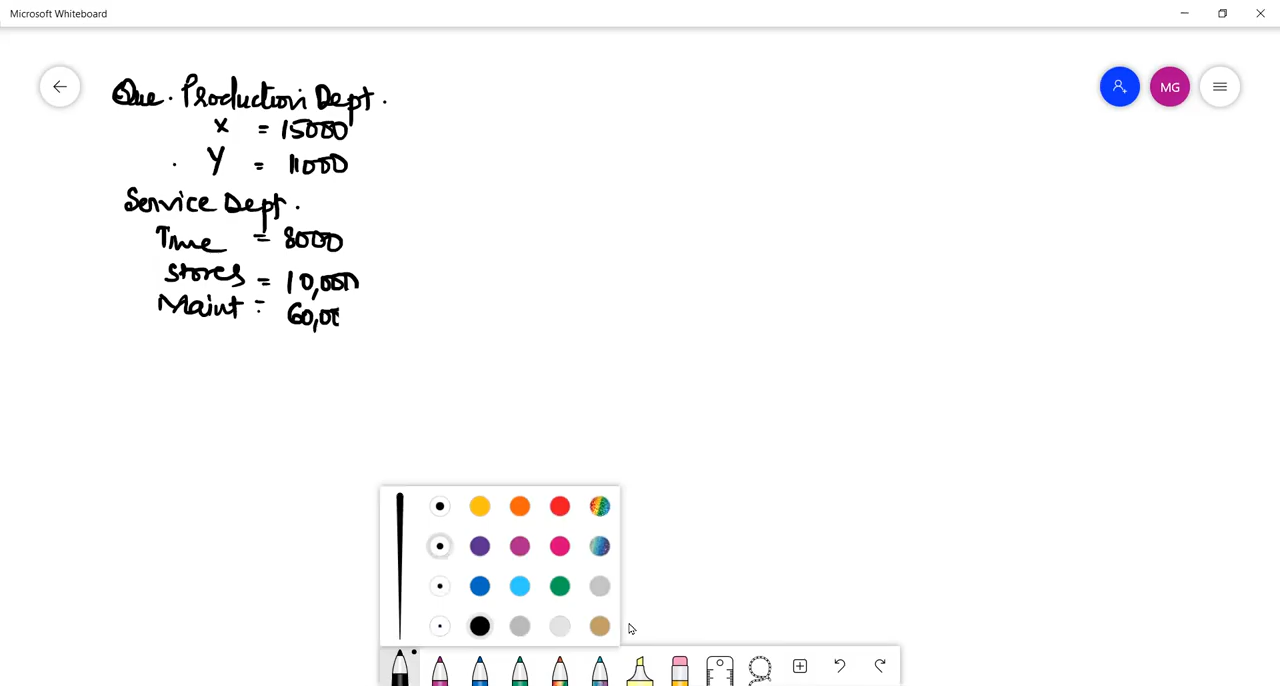 Microsoft Whiteboard
MG
Que. Production Dept.
X = 15000
Y = 11000
Service Dept.
Time = 8000
Stores = 10,000
Maint = 60,00